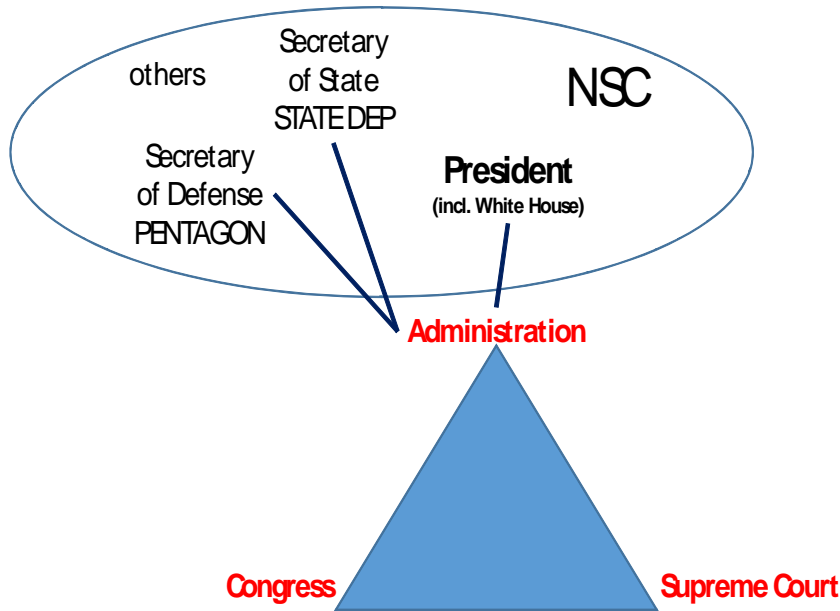 others
Secretary
of State
STATE DEP
NSC
Secretary
of Defense
PENTAGON
President
(incl. White House)
Administration
Congress
Supreme Court